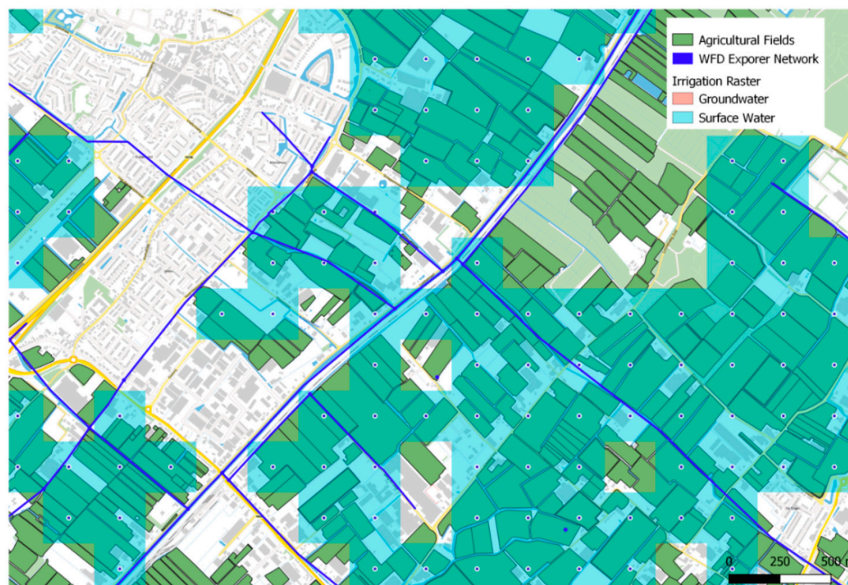 Agricultural Fields
WFD Exporer Network
Irrigation Raster
Groundwater
Surface Water
0 250 500 m